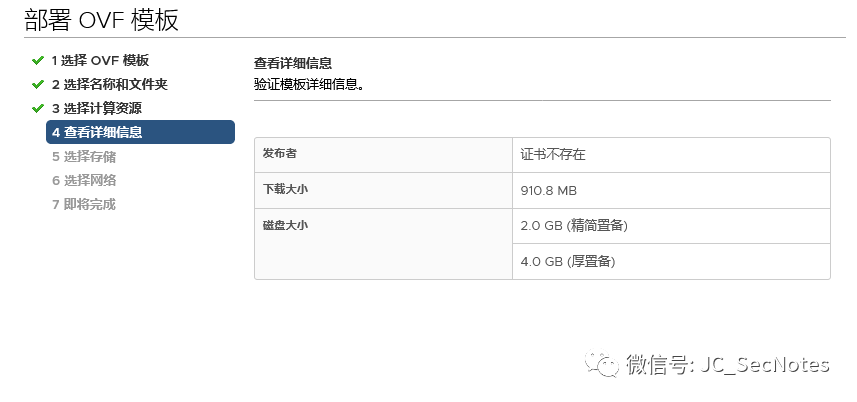 部署 OVF 模板
1 选择 OVF 模板
2 选择名称和文件夹
3 选择计算资源
4 查看详细信息
5 选择存储
6 选择网络
7 即将完成
查看详细信息
验证模板详细信息。
发布者 证书不存在
下载大小 910.8 MB
磁盘大小 2.0 GB (精简置备)
4.0 GB (厚置备)
微信号: JC_SecNotes